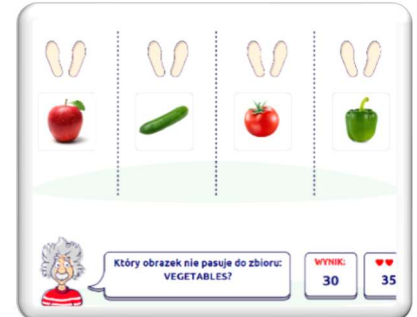 Który obrazek nie pasuje do zbioru:
VEGETABLES?
WYNIK:
30
35